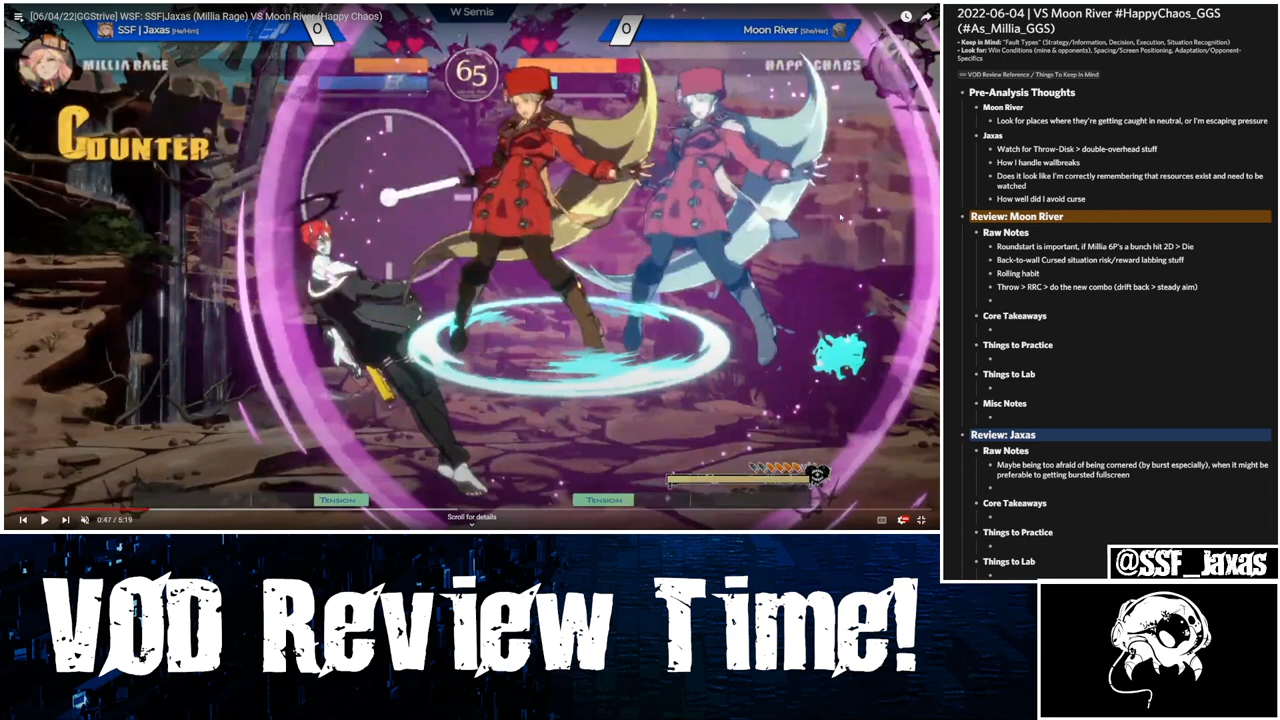 [06/04/22|GGStrive] WSF: SSF|Jaxas (Millia Rage) VS Moon River (Happy Chaos)
W Semis
SSF | Jaxas [He/Him] 0
0 Moon River [She/Her]
MILLIA RAGE
65
HAPPY CHAOS
COUNTER
TENSION
TENSION
0:47 / 5:19
Scroll for details
2022-06-04 | VS Moon River #HappyChaos_GGS
(#As_Millia_GGS)
- Keep in Mind: "Fault Types" (Strategy/Information, Decision, Execution, Situation Recognition)
- Look for: Win Conditions (mine & opponents), Spacing/Screen Positioning, Adaptation/Opponent-
Specifics
VOD Review Reference / Things To Keep In Mind
Pre-Analysis Thoughts
Moon River
Look for places where they're getting caught in neutral, or I'm escaping pressure
Jaxas
Watch for Throw-Disk > double-overhead stuff
How I handle wallbreaks
Does it look like I'm correctly remembering that resources exist and need to be
watched
How well did I avoid curse
Review: Moon River
Raw Notes
Roundstart is important, if Millia 6P's a bunch hit 2D > Die
Back-to-wall Cursed situation risk/reward labbing stuff
Rolling habit
Throw > RRC > do the new combo (drift back > steady aim)
Core Takeaways
Things to Practice
Things to Lab
Misc Notes
Review: Jaxas
Raw Notes
Maybe being too afraid of being cornered (by burst especially), when it might be
preferable to getting bursted fullscreen
Core Takeaways
Things to Practice
Things to Lab
@SSF_Jaxas
VOD Review Time!